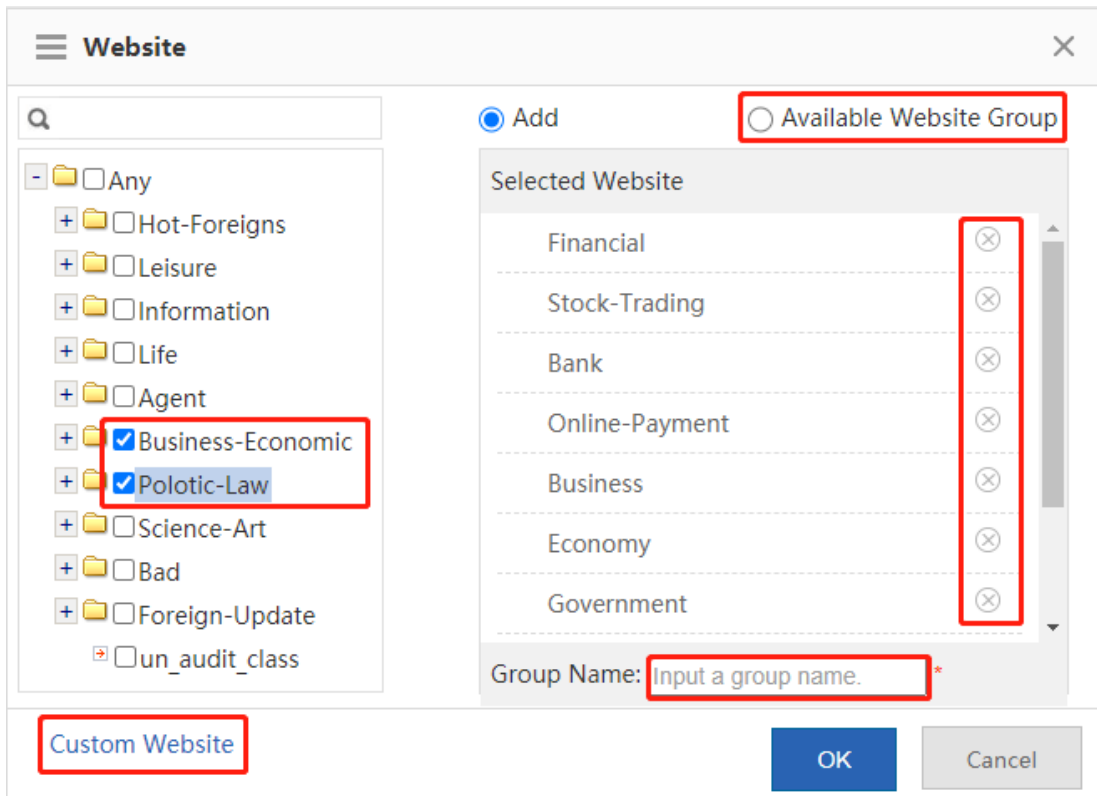 Website
Add
Available Website Group
Any
Hot-Foreigns
Leisure
Information
Life
Agent
Business-Economic
Polotic-Law
Science-Art
Bad
Foreign-Update
un_audit_class
Selected Website
Financial
Stock-Trading
Bank
Online-Payment
Business
Economy
Government
Group Name: Input a group name. *
Custom Website
OK
Cancel